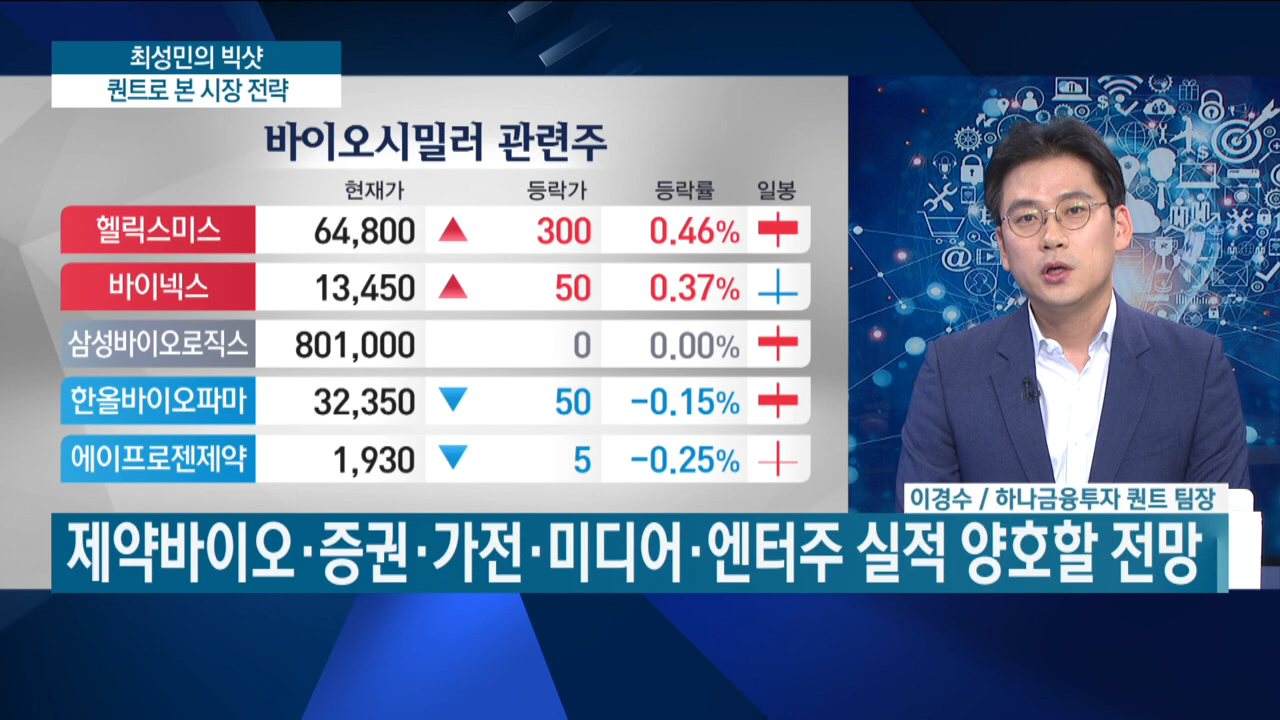 최성민의 빅샷
퀀트로 본 시장 전략
바이오시밀러 관련주
현재가 등락가 등락률 일봉
헬릭스미스 64,800 ▲ 300 0.46%
바이넥스 13,450 ▲ 50 0.37%
삼성바이오로직스 801,000 0 0.00%
한올바이오파마 32,350 ▼ 50 -0.15%
에이프로젠제약 1,930 ▼ 5 -0.25%
이경수 / 하나금융투자 퀀트 팀장
제약바이오·증권·가전·미디어·엔터주 실적 양호할 전망